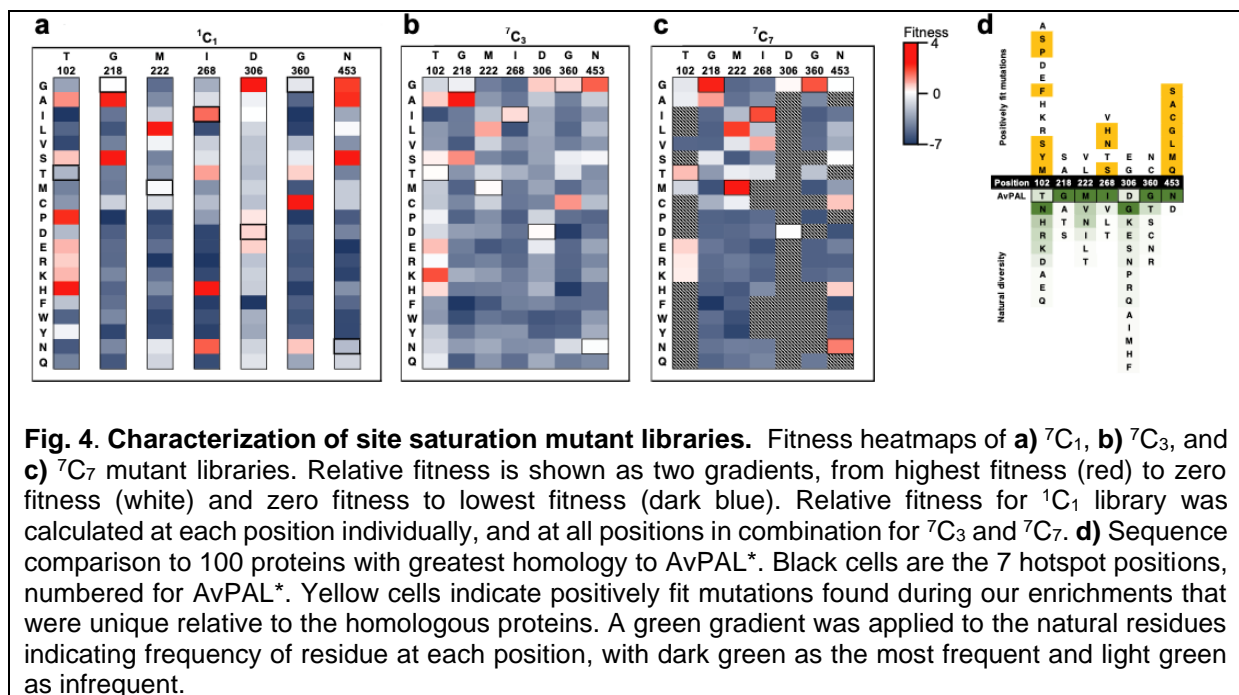 a
¹C₁
T G M I D G N
102 218 222 268 306 360 453
G
A
I
L
V
S
T
M
C
P
D
E
R
K
H
F
W
Y
N
Q
b
⁷C₃
T G M I D G N
102 218 222 268 306 360 453
c
⁷C₇
T G M I D G N
102 218 222 268 306 360 453
G
A
I
L
V
S
T
M
C
P
D
E
R
K
H
F
W
Y
N
Q
Fitness
4
0
-7
d
Positively fit mutations
A
S
P
D
E
F S
H A
K V C
R H G
S N L
Y S V T E N M
M A L S G C Q
Position 102 218 222 268 306 360 453
AvPAL T G M I D G N
Natural diversity
N A V V G T D
H T N L K S
R S I T E C
K L S N
D T N R
A P
E R
Q Q
A
I
M
H
F
Fig. 4. Characterization of site saturation mutant libraries. Fitness heatmaps of a) ⁷C₁, b) ⁷C₃, and
c) ⁷C₇ mutant libraries. Relative fitness is shown as two gradients, from highest fitness (red) to zero
fitness (white) and zero fitness to lowest fitness (dark blue). Relative fitness for ¹C₁ library was
calculated at each position individually, and at all positions in combination for ⁷C₃ and ⁷C₇. d) Sequence
comparison to 100 proteins with greatest homology to AvPAL*. Black cells are the 7 hotspot positions,
numbered for AvPAL*. Yellow cells indicate positively fit mutations found during our enrichments that
were unique relative to the homologous proteins. A green gradient was applied to the natural residues
indicating frequency of residue at each position, with dark green as the most frequent and light green
as infrequent.